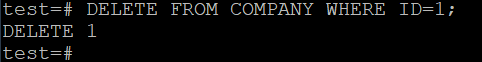 test=# DELETE FROM COMPANY WHERE ID=1;
DELETE 1
test=#